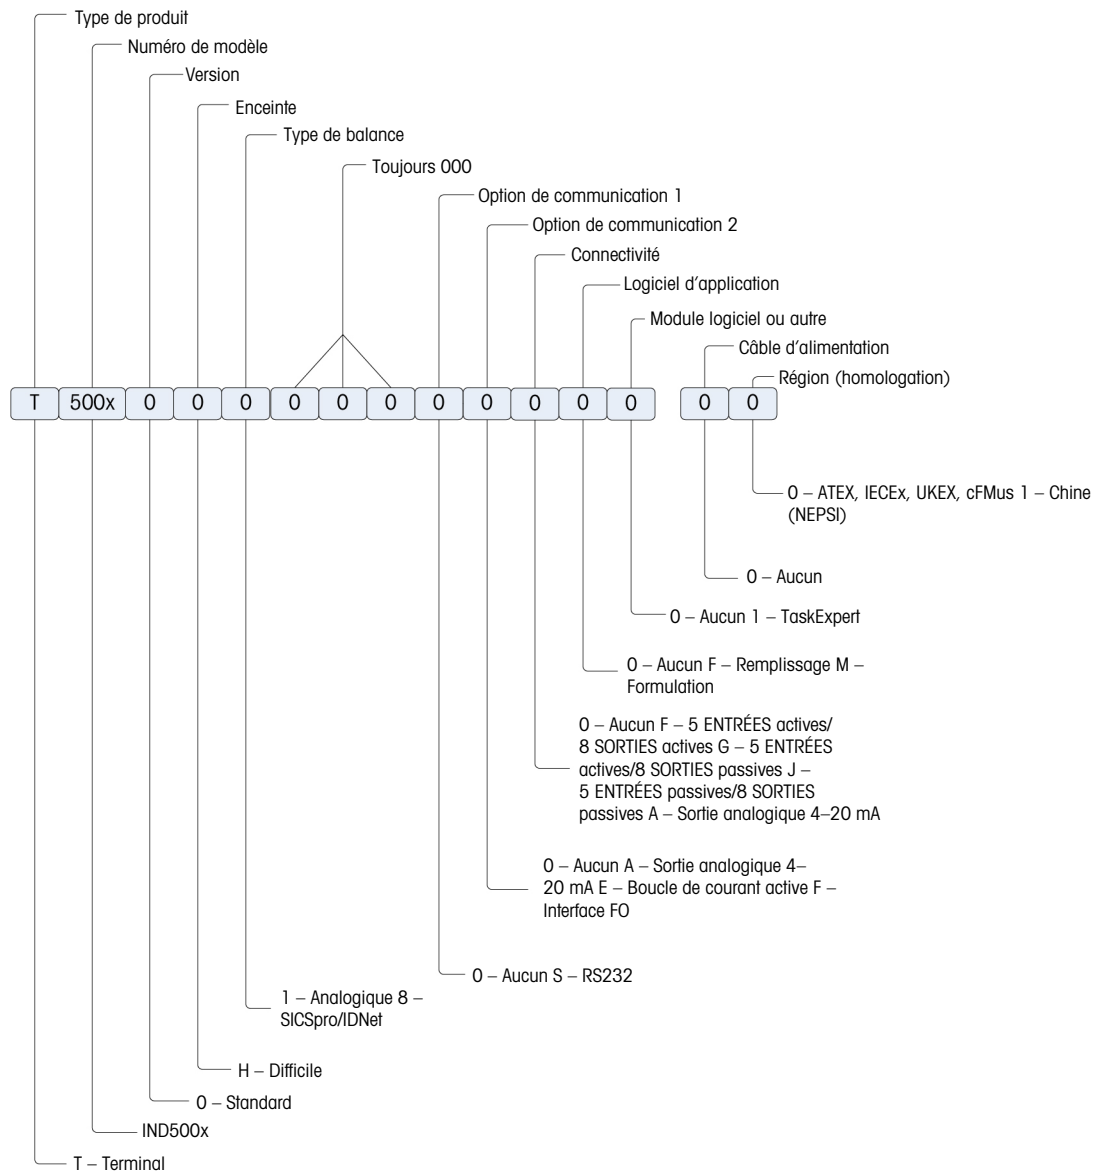 Type de produit
Numéro de modèle
Version
Enceinte
Type de balance
Toujours 000
Option de communication 1
Option de communication 2
Connectivité
Logiciel d'application
Module logiciel ou autre
Câble d'alimentation
Région (homologation)
T 500x 0 0 0 0 0 0 0 0 0 0 0 0 0
0 – ATEX, IECEx, UKEX, cFMus 1 – Chine
(NEPSI)
0 – Aucun
0 – Aucun 1 – TaskExpert
0 – Aucun F – Remplissage M –
Formulation
0 – Aucun F – 5 ENTRÉES actives/
8 SORTIES actives G – 5 ENTRÉES
actives/8 SORTIES passives J –
5 ENTRÉES passives/8 SORTIES
passives A – Sortie analogique 4–20 mA
0 – Aucun A – Sortie analogique 4–
20 mA E – Boucle de courant active F –
Interface FO
0 – Aucun S – RS232
1 – Analogique 8 –
SICSpro/IDNet
H – Difficile
0 – Standard
IND500x
T – Terminal